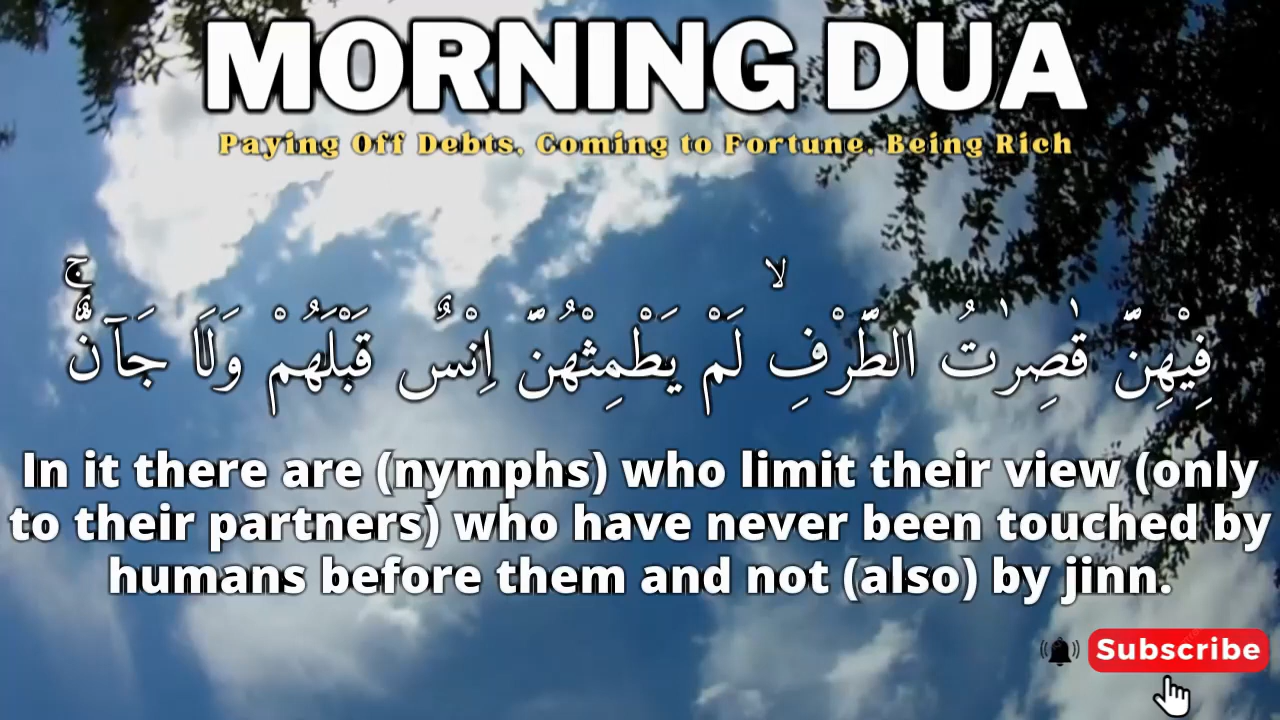 MORNING DUA
Paying Off Debts, Coming to Fortune, Being Rich
فِيْهِنَّ قٰصِرٰتُ الطَّرْفِۙ لَمْ يَطْمِثْهُنَّ اِنْسٌ قَبْلَهُمْ وَلَا جَاۤنٌّۚ
In it there are (nymphs) who limit their view (only
to their partners) who have never been touched by
humans before them and not (also) by jinn.
Subscribe